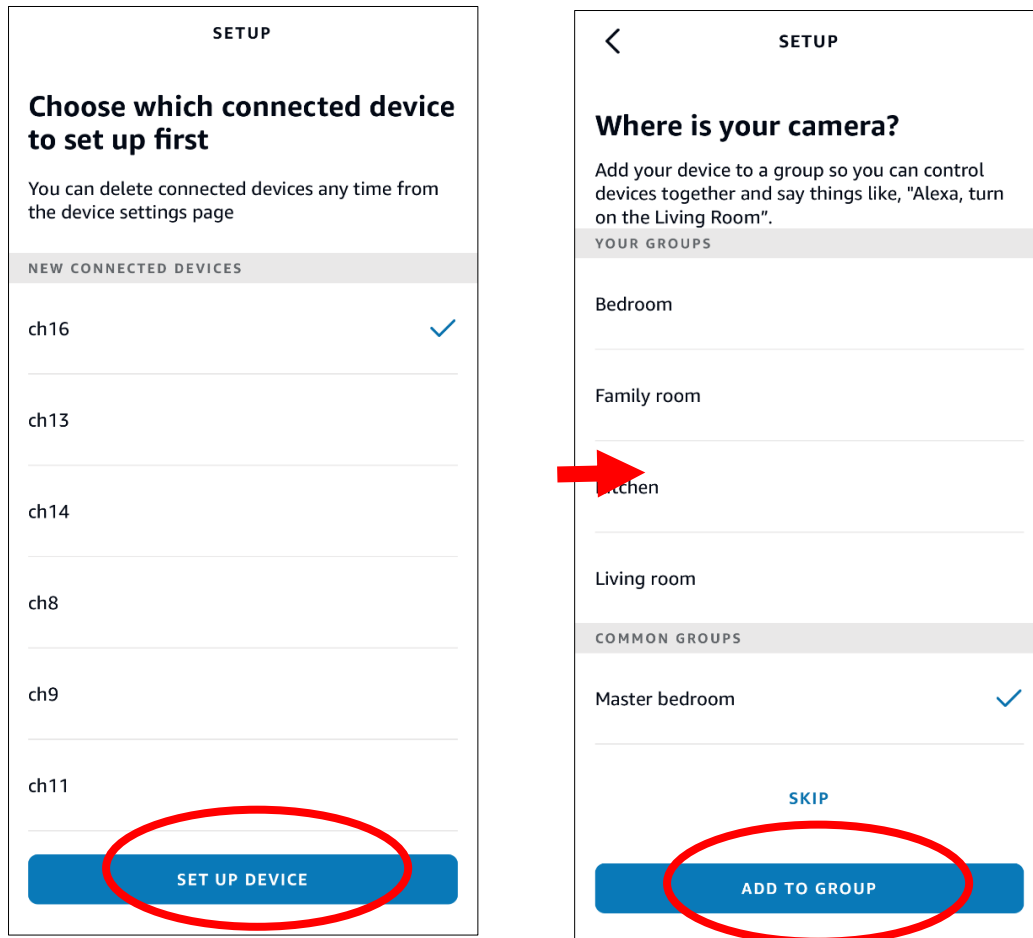 SETUP
Choose which connected device
to set up first
You can delete connected devices any time from
the device settings page
NEW CONNECTED DEVICES
ch16
ch13
ch14
ch8
ch9
ch11
SET UP DEVICE
SETUP
Where is your camera?
Add your device to a group so you can control
devices together and say things like, "Alexa, turn
on the Living Room”.
YOUR GROUPS
Bedroom
Family room
Kitchen
Living room
COMMON GROUPS
Master bedroom
SKIP
ADD TO GROUP